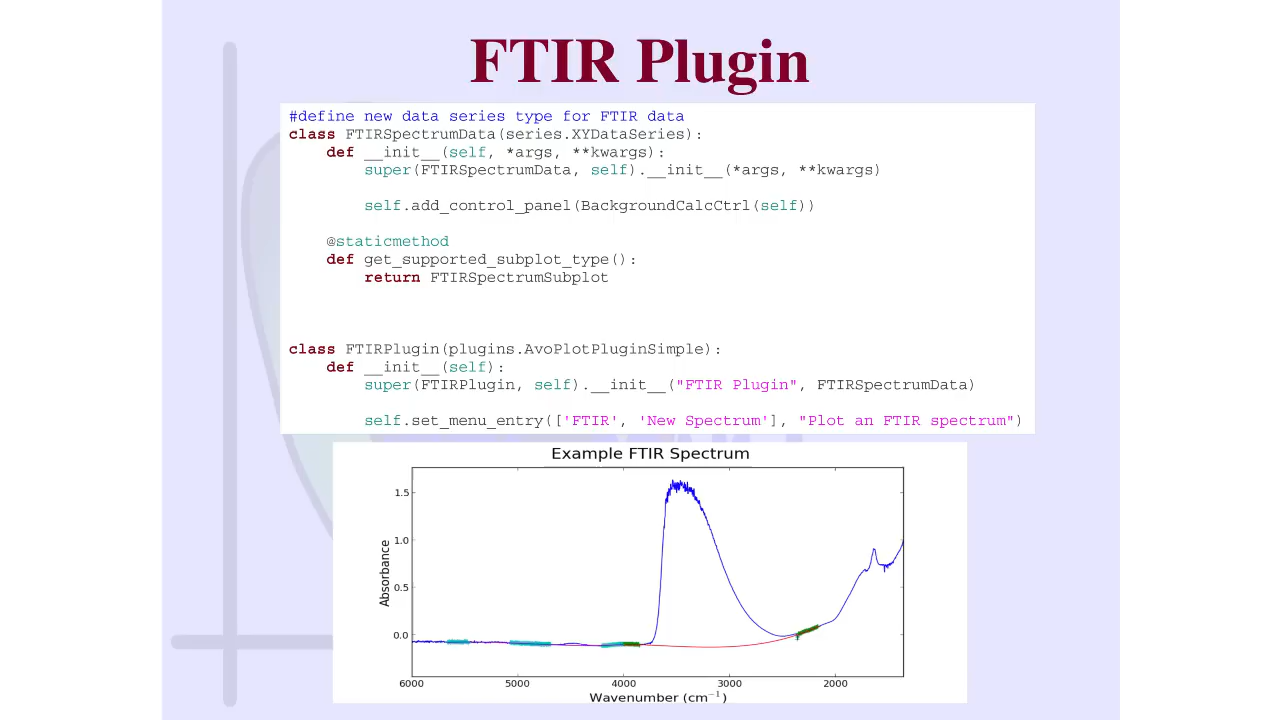 FTIR Plugin
#define new data series type for FTIR data
class FTIRSpectrumData(series.XYDataSeries):
    def __init__(self, *args, **kwargs):
        super(FTIRSpectrumData, self).__init__(*args, **kwargs)
        self.add_control_panel(BackgroundCalcCtrl(self))
    @staticmethod
    def get_supported_subplot_type():
        return FTIRSpectrumSubplot
class FTIRPlugin(plugins.AvoPlotPluginSimple):
    def __init__(self):
        super(FTIRPlugin, self).__init__("FTIR Plugin", FTIRSpectrumData)
        self.set_menu_entry(['FTIR', 'New Spectrum'], "Plot an FTIR spectrum")
Example FTIR Spectrum
1.5
1.0
0.5
0.0
Absorbance
6000 5000 4000 3000 2000
Wavenumber (cm⁻¹)